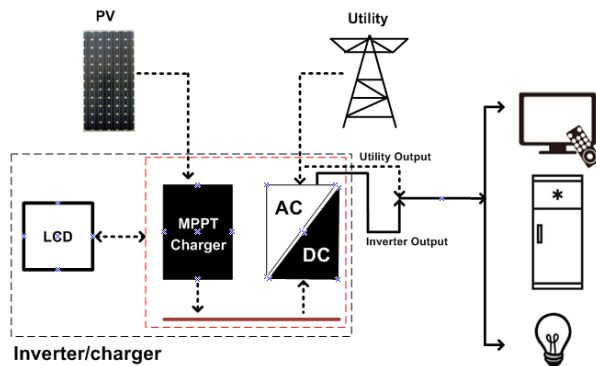 PV
Utility
Utility Output
LCD
MPPT
Charger
AC
DC
Inverter Output
Inverter/charger